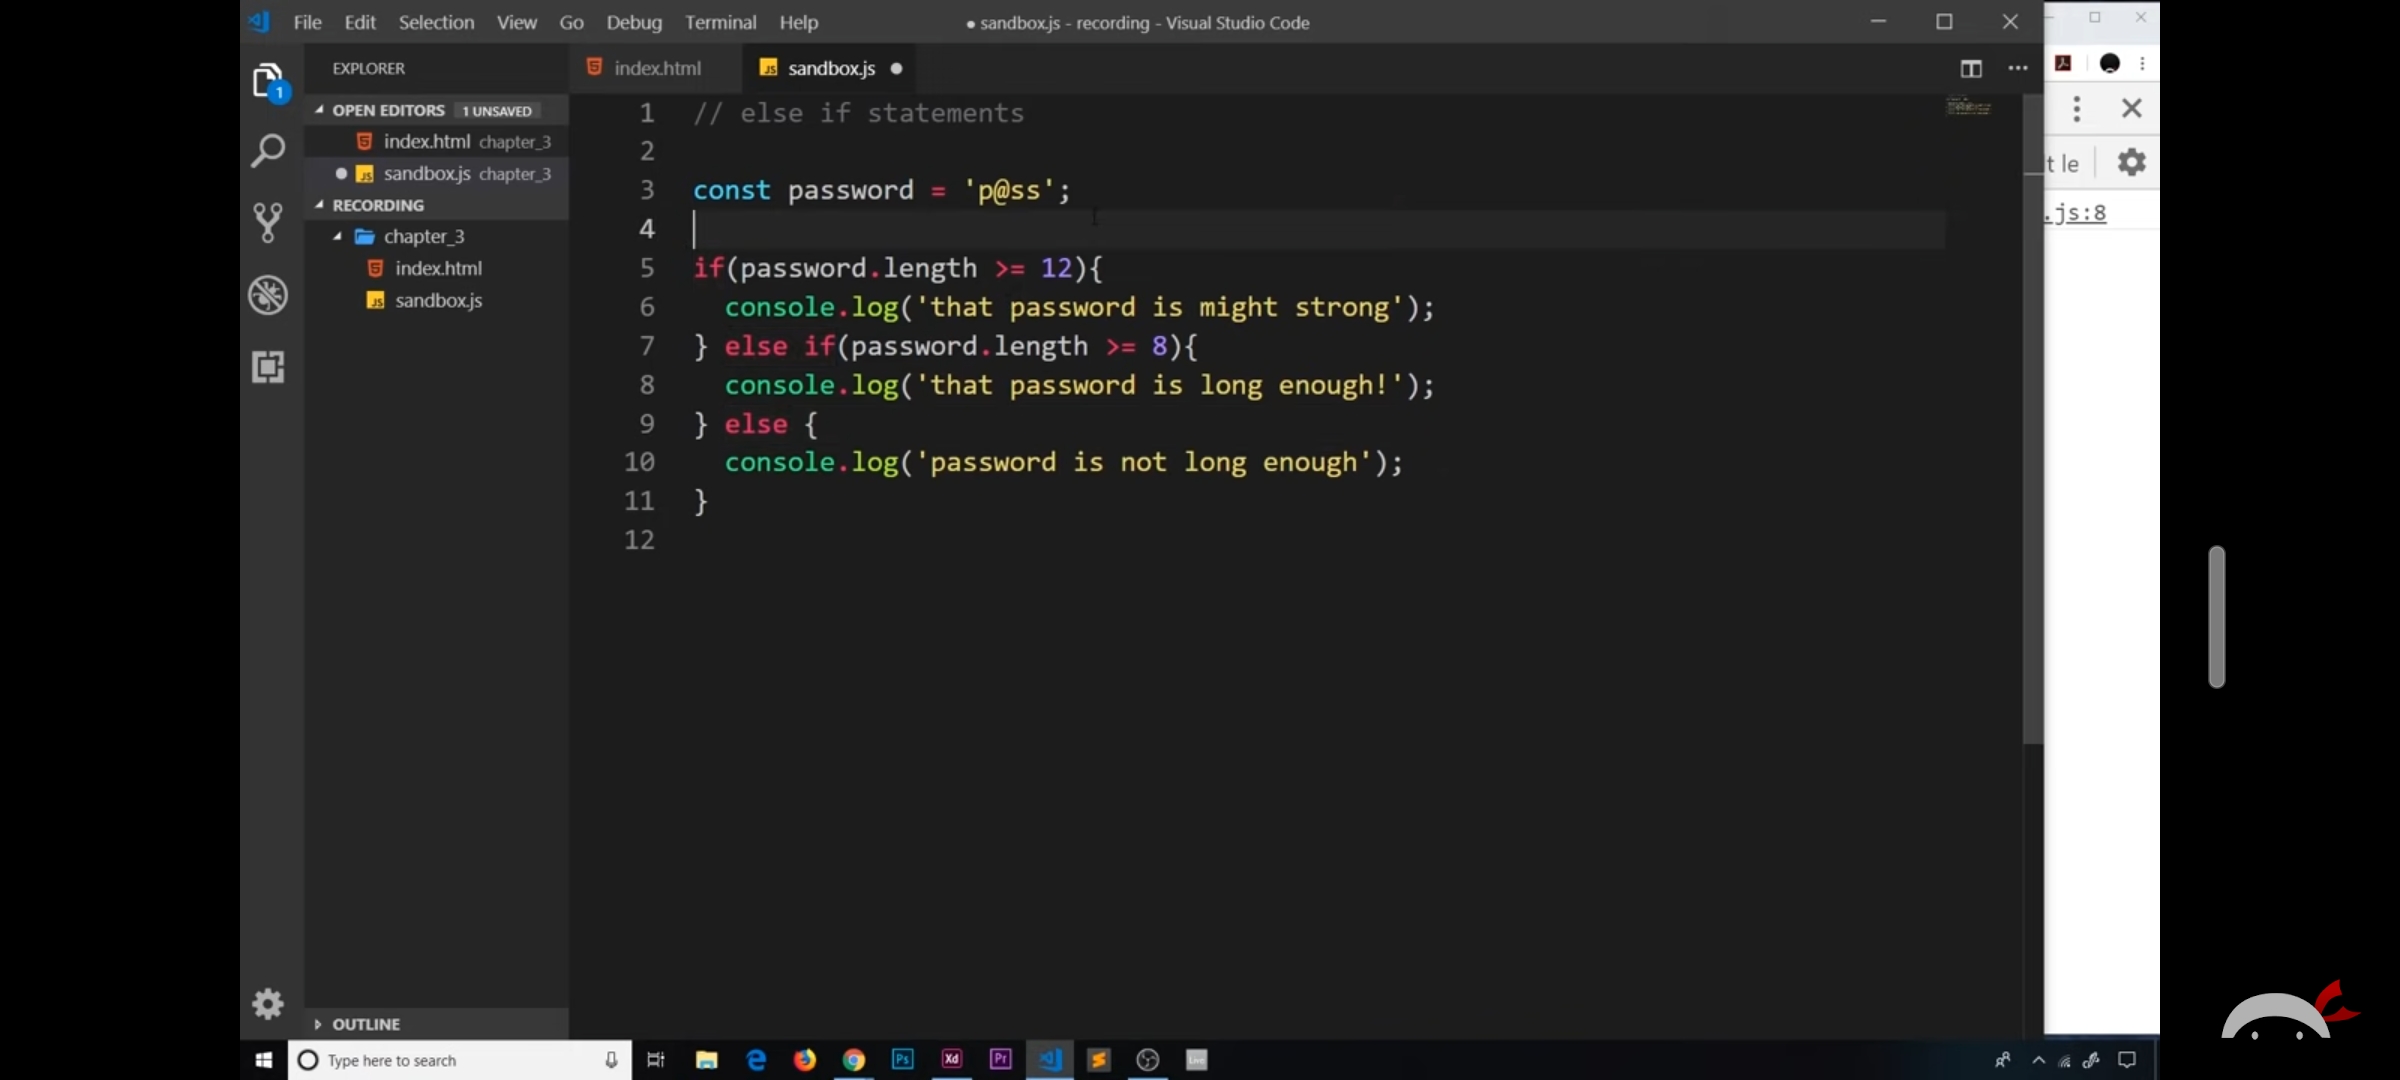 File Edit Selection View Go Debug Terminal Help
● sandbox.js - recording - Visual Studio Code
EXPLORER
index.html
sandbox.js ●
OPEN EDITORS 1 UNSAVED
index.html chapter_3
sandbox.js chapter_3
RECORDING
chapter_3
index.html
sandbox.js
OUTLINE
1 // else if statements
2
3 const password = 'p@ss';
4
5 if(password.length >= 12){
6 console.log('that password is might strong');
7 } else if(password.length >= 8){
8 console.log('that password is long enough!');
9 } else {
10 console.log('password is not long enough');
11 }
12
t le
.js:8
1
Type here to search
Ps
Xd
Pr